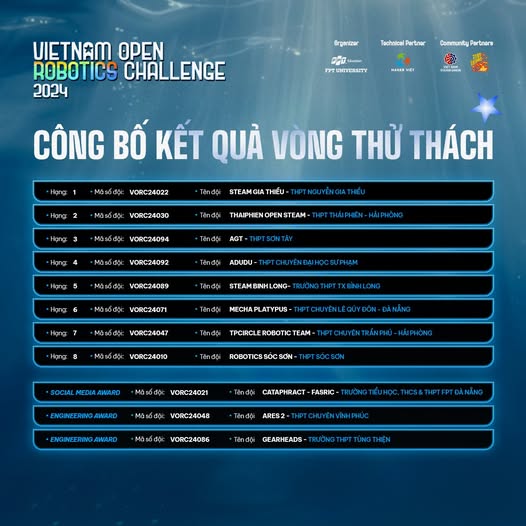 VIETNAM OPEN
ROBOTICS CHALLENGE
2024
Organizer
Technical Partner
Community Partners
FPT Education
FPT UNIVERSITY
MAKER VIET
CÔNG BỐ KẾT QUẢ VÒNG THỬ THÁCH
• Hạng: 1 • Mã số đội: VORC24022 • Tên đội STEAM GIA THIỀU - THPT NGUYỄN GIA THIỀU
• Hạng: 2 • Mã số đội: VORC24030 • Tên đội THAIPHIEN OPEN STEAM - THPT THÁI PHIÊN - HẢI PHÒNG
• Hạng: 3 • Mã số đội: VORC24094 • Tên đội AGT - THPT SƠN TÂY
• Hạng: 4 • Mã số đội: VORC24092 • Tên đội ADUDU - THPT CHUYÊN ĐẠI HỌC SƯ PHẠM
• Hạng: 5 • Mã số đội: VORC24089 • Tên đội STEAM BINH LONG- TRƯỜNG THPT TX BÌNH LONG
• Hạng: 6 • Mã số đội: VORC24071 • Tên đội MECHA PLATYPUS - THPT CHUYÊN LÊ QÚY ĐÔN - ĐÀ NẴNG
• Hạng: 7 • Mã số đội: VORC24047 • Tên đội TPCIRCLE ROBOTIC TEAM - THPT CHUYÊN TRẦN PHÚ - HẢI PHÒNG
• Hạng: 8 • Mã số đội: VORC24010 • Tên đội ROBOTICS SÓC SƠN - THPT SÓC SƠN
• SOCIAL MEDIA AWARD • Mã số đội: VORC24021 • Tên đội CATAPHRACT - FASRIC - TRƯỜNG TIỂU HỌC, THCS & THPT FPT ĐÀ NẴNG
• ENGINEERING AWARD • Mã số đội: VORC24048 • Tên đội ARES 2 - THPT CHUYÊN VĨNH PHÚC
• ENGINEERING AWARD • Mã số đội: VORC24086 • Tên đội GEARHEADS - TRƯỜNG THPT TÙNG THIỆN